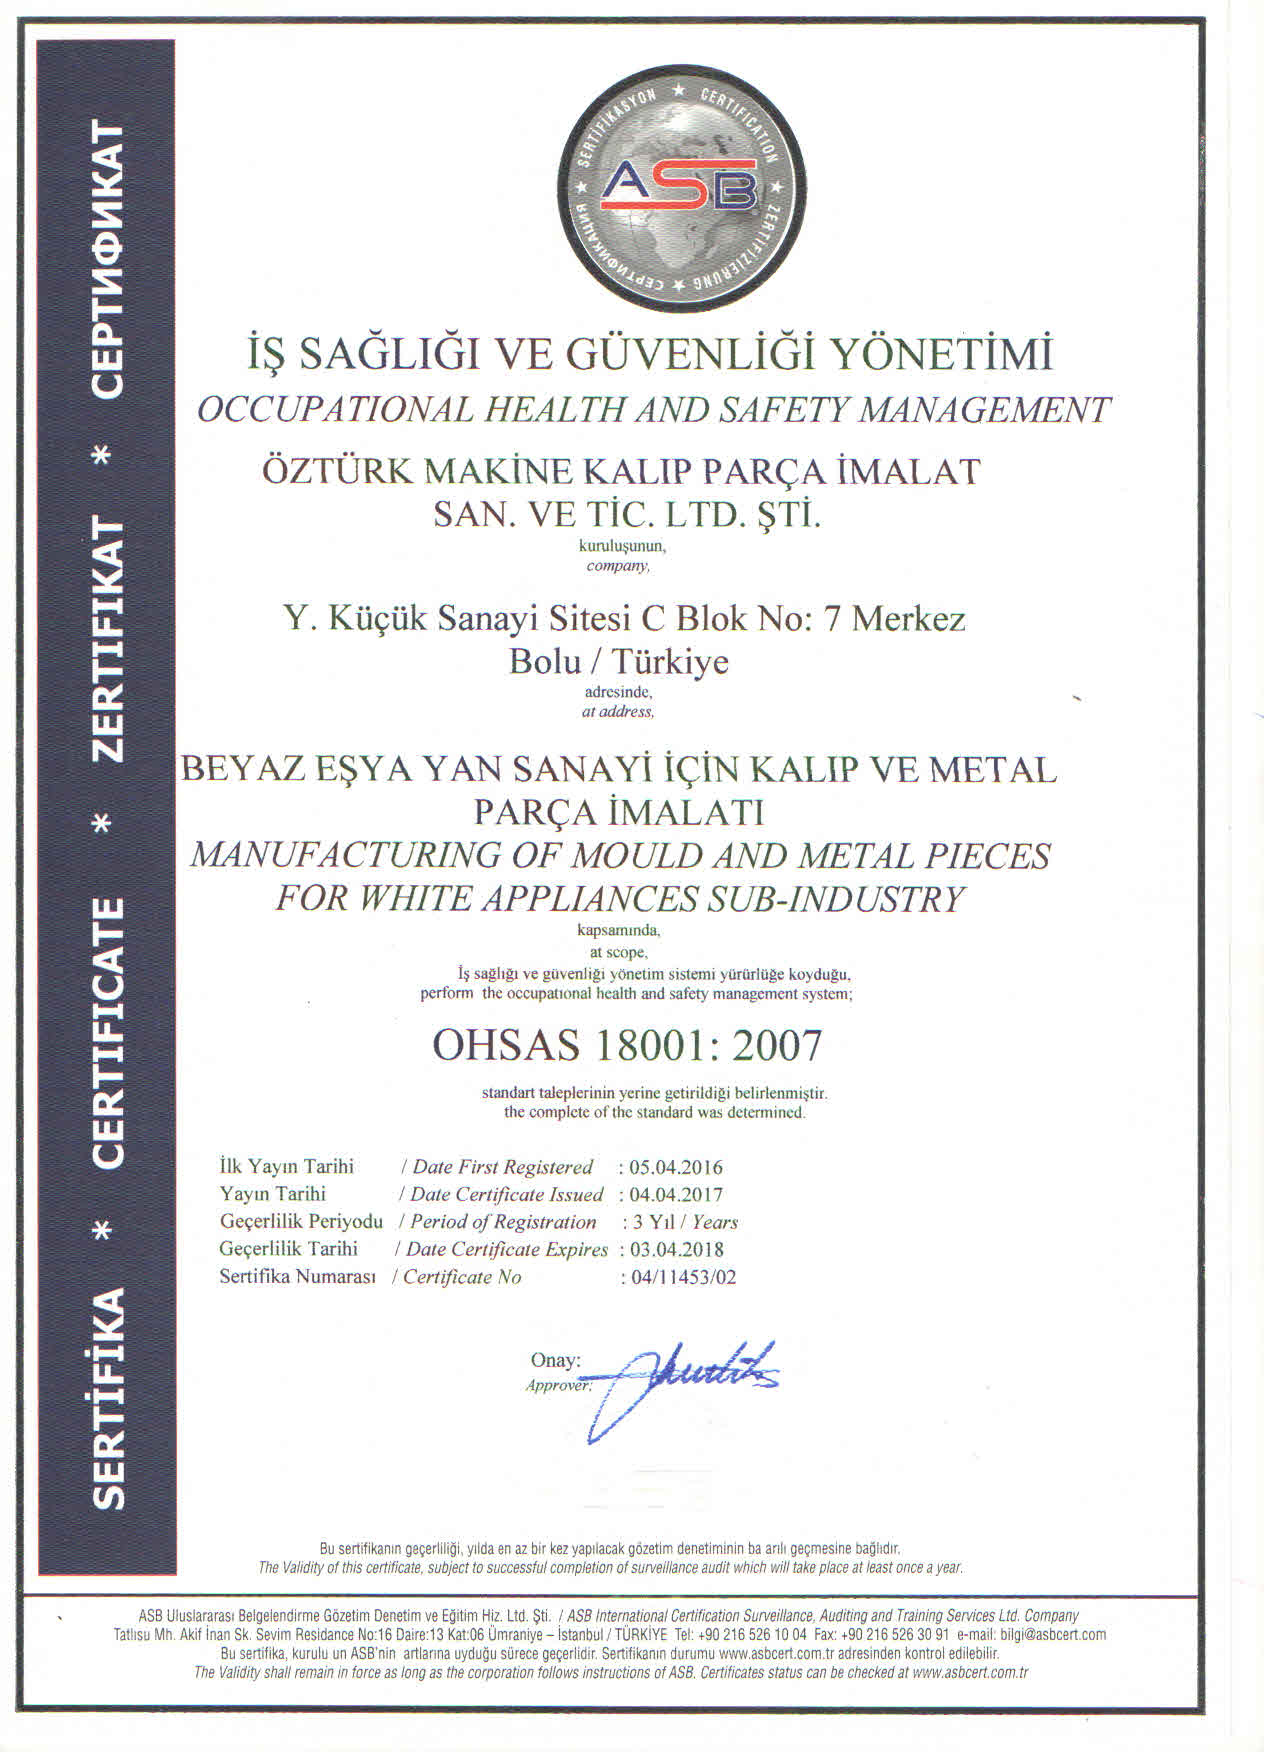 СЕРТИФИКАТ
*
ZERTIFIKAT
*
CERTIFICATE
*
SERTİFİKA
SERTİFİKASYON ★ CERTIFICATION ★ ZERTIFIZIERUNG ★ СЕРТИФИКАЦИЯ ★
ASB
İŞ SAĞLIĞI VE GÜVENLİĞİ YÖNETİMİ
OCCUPATIONAL HEALTH AND SAFETY MANAGEMENT
ÖZTÜRK MAKİNE KALIP PARÇA İMALAT
SAN. VE TİC. LTD. ŞTİ.
kuruluşunun,
company,
Y. Küçük Sanayi Sitesi C Blok No: 7 Merkez
Bolu / Türkiye
adresinde,
at address,
BEYAZ EŞYA YAN SANAYİ İÇİN KALIP VE METAL
PARÇA İMALATI
MANUFACTURING OF MOULD AND METAL PIECES
FOR WHITE APPLIANCES SUB-INDUSTRY
kapsamında,
at scope,
İş sağlığı ve güvenliği yönetim sistemi yürürlüğe koyduğu,
perform the occupational health and safety management system;
OHSAS 18001: 2007
standart taleplerinin yerine getirildiği belirlenmiştir.
the complete of the standard was determined.
İlk Yayın Tarihi / Date First Registered : 05.04.2016
Yayın Tarihi / Date Certificate Issued : 04.04.2017
Geçerlilik Periyodu / Period of Registration : 3 Yıl / Years
Geçerlilik Tarihi / Date Certificate Expires : 03.04.2018
Sertifika Numarası / Certificate No : 04/11453/02
Onay:
Approver:
Bu sertifikanın geçerliliği, yılda en az bir kez yapılacak gözetim denetiminin ba arılı geçmesine bağlıdır.
The Validity of this certificate, subject to successful completion of surveillance audit which will take place at least once a year.
ASB Uluslararası Belgelendirme Gözetim Denetim ve Eğitim Hiz. Ltd. Şti. / ASB International Certification Surveillance, Auditing and Training Services Ltd. Company
Tatlısu Mh. Akif İnan Sk. Sevim Residance No:16 Daire:13 Kat:06 Ümraniye – İstanbul / TÜRKİYE Tel: +90 216 526 10 04 Fax: +90 216 526 30 91 e-mail: bilgi@asbcert.com
Bu sertifika, kurulu un ASB'nin artlarına uyduğu sürece geçerlidir. Sertifikanın durumu www.asbcert.com.tr adresinden kontrol edilebilir.
The Validity shall remain in force as long as the corporation follows instructions of ASB. Certificates status can be checked at www.asbcert.com.tr